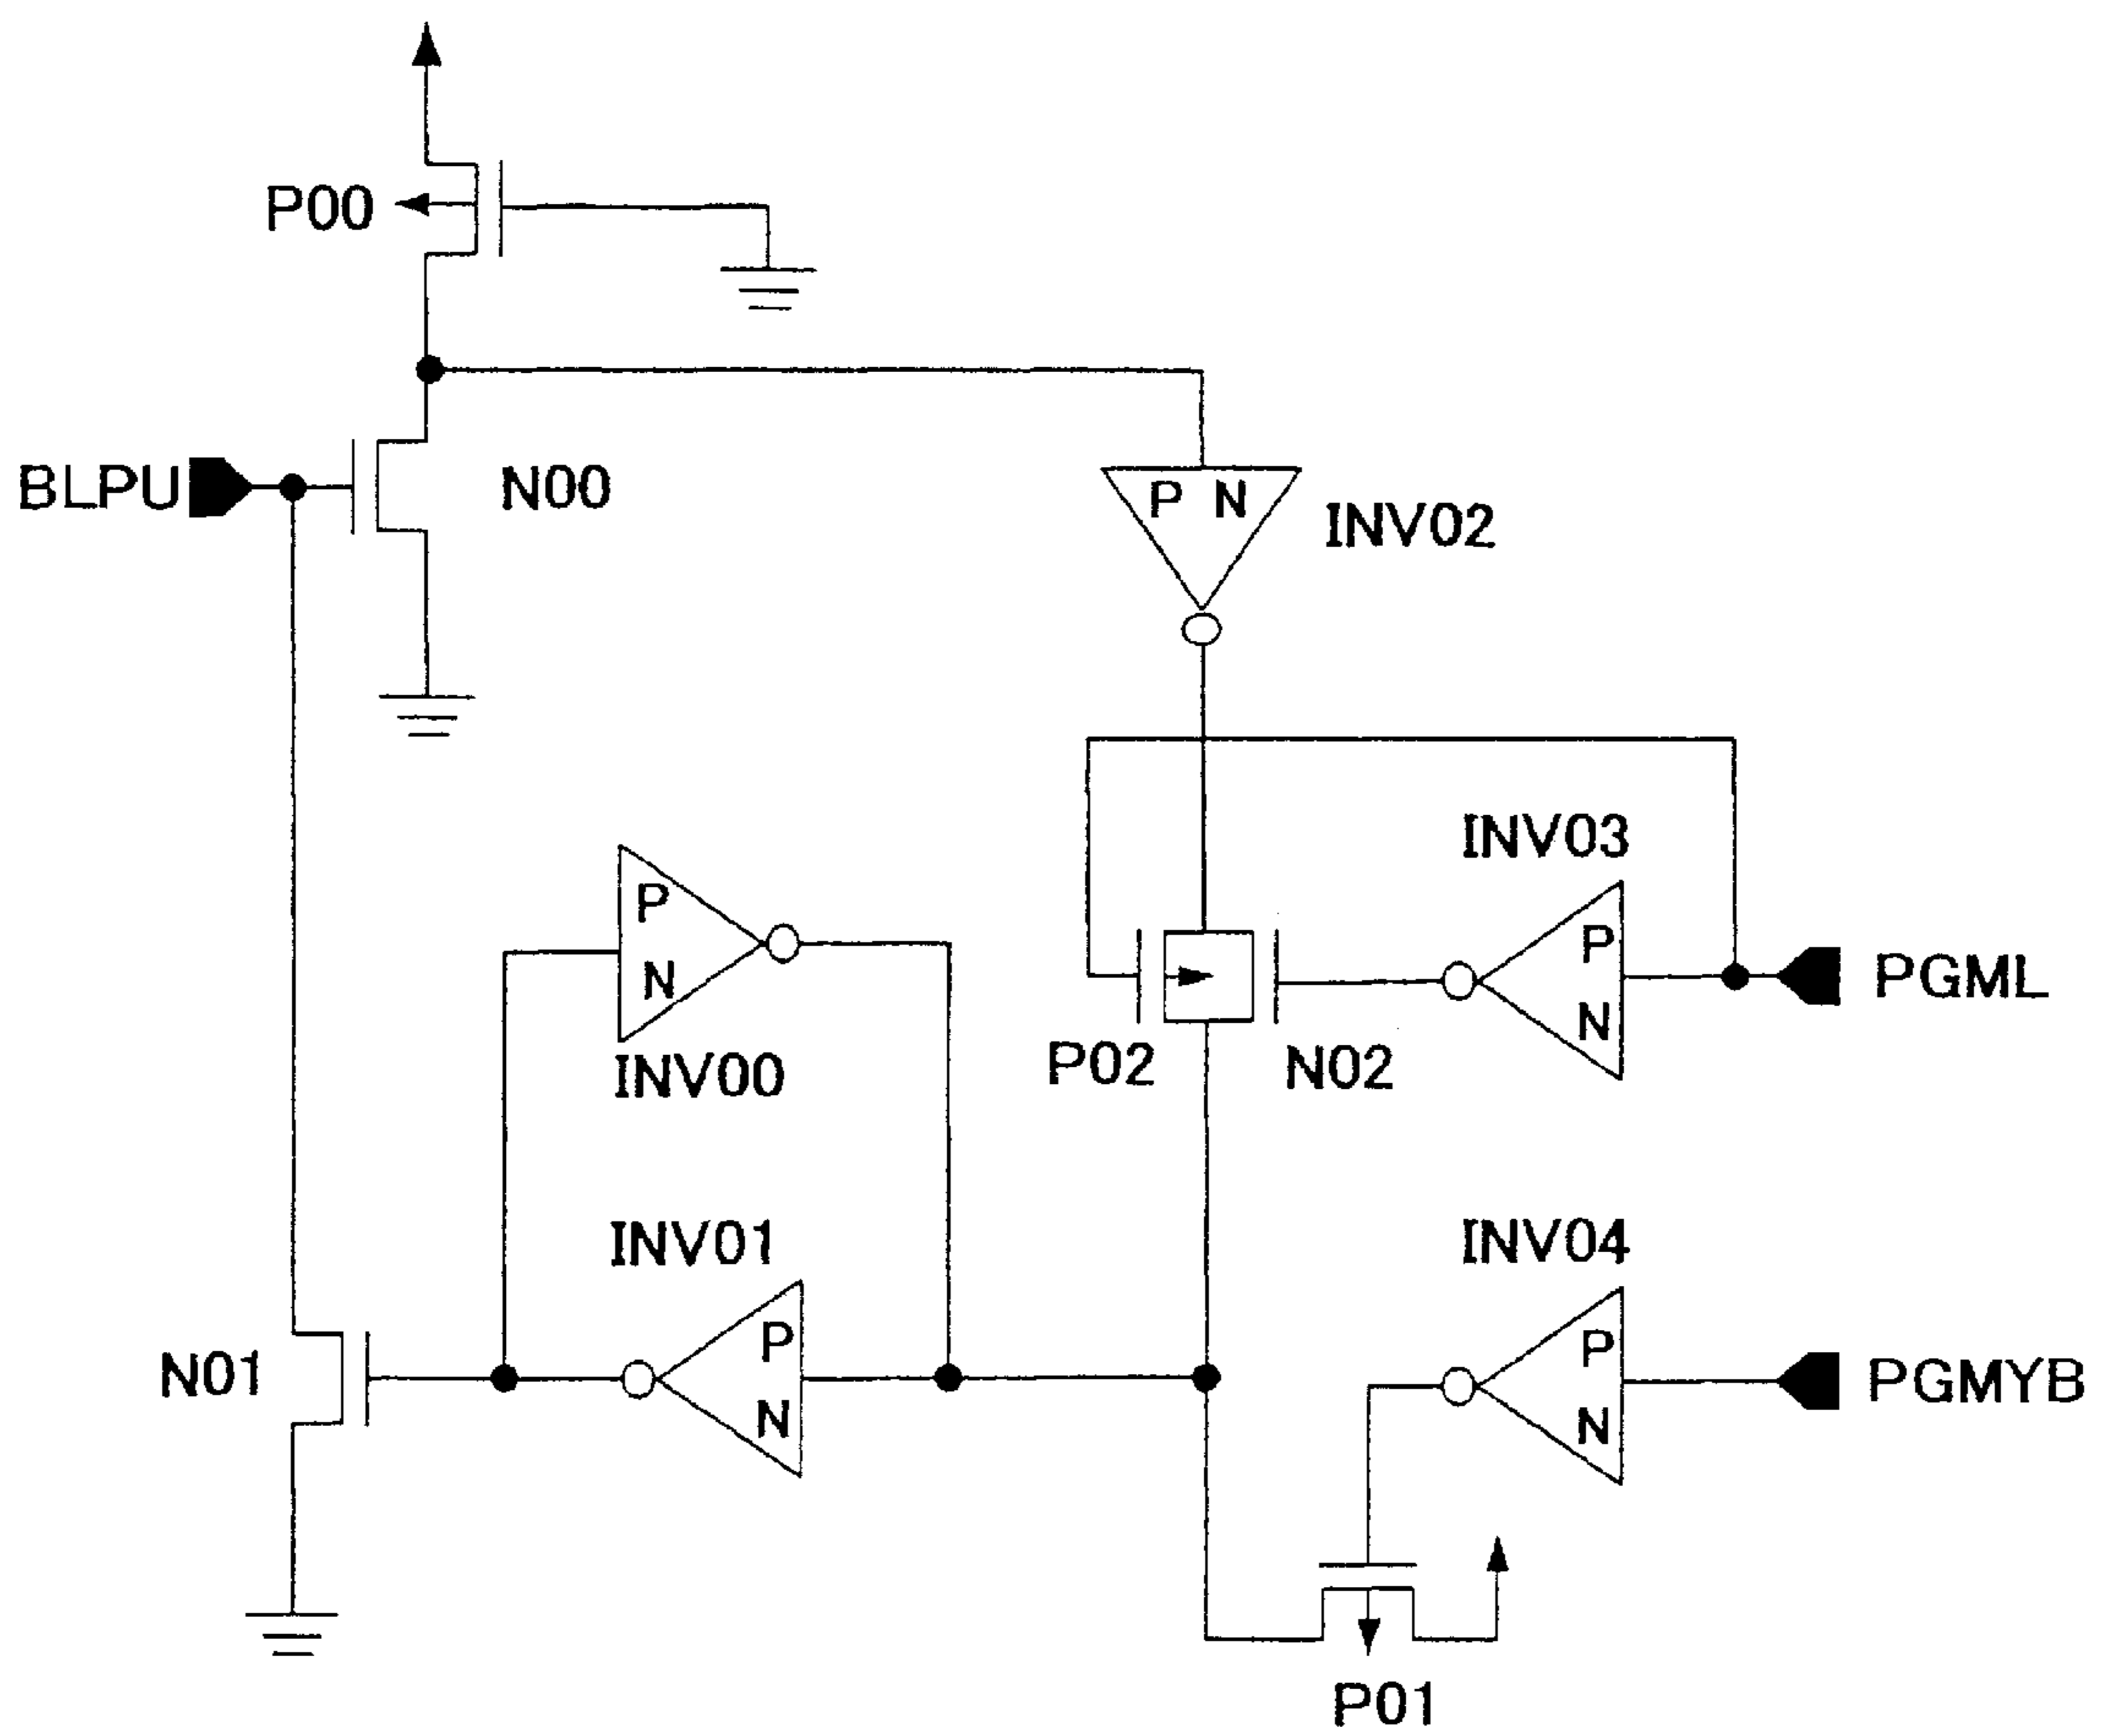 P00
BLPU
N00
P N
INV02
INV03
P
N
P
N
PGML
INV00
P02
N02
INV01
INV04
P
N
P
N
N01
PGMYB
P01